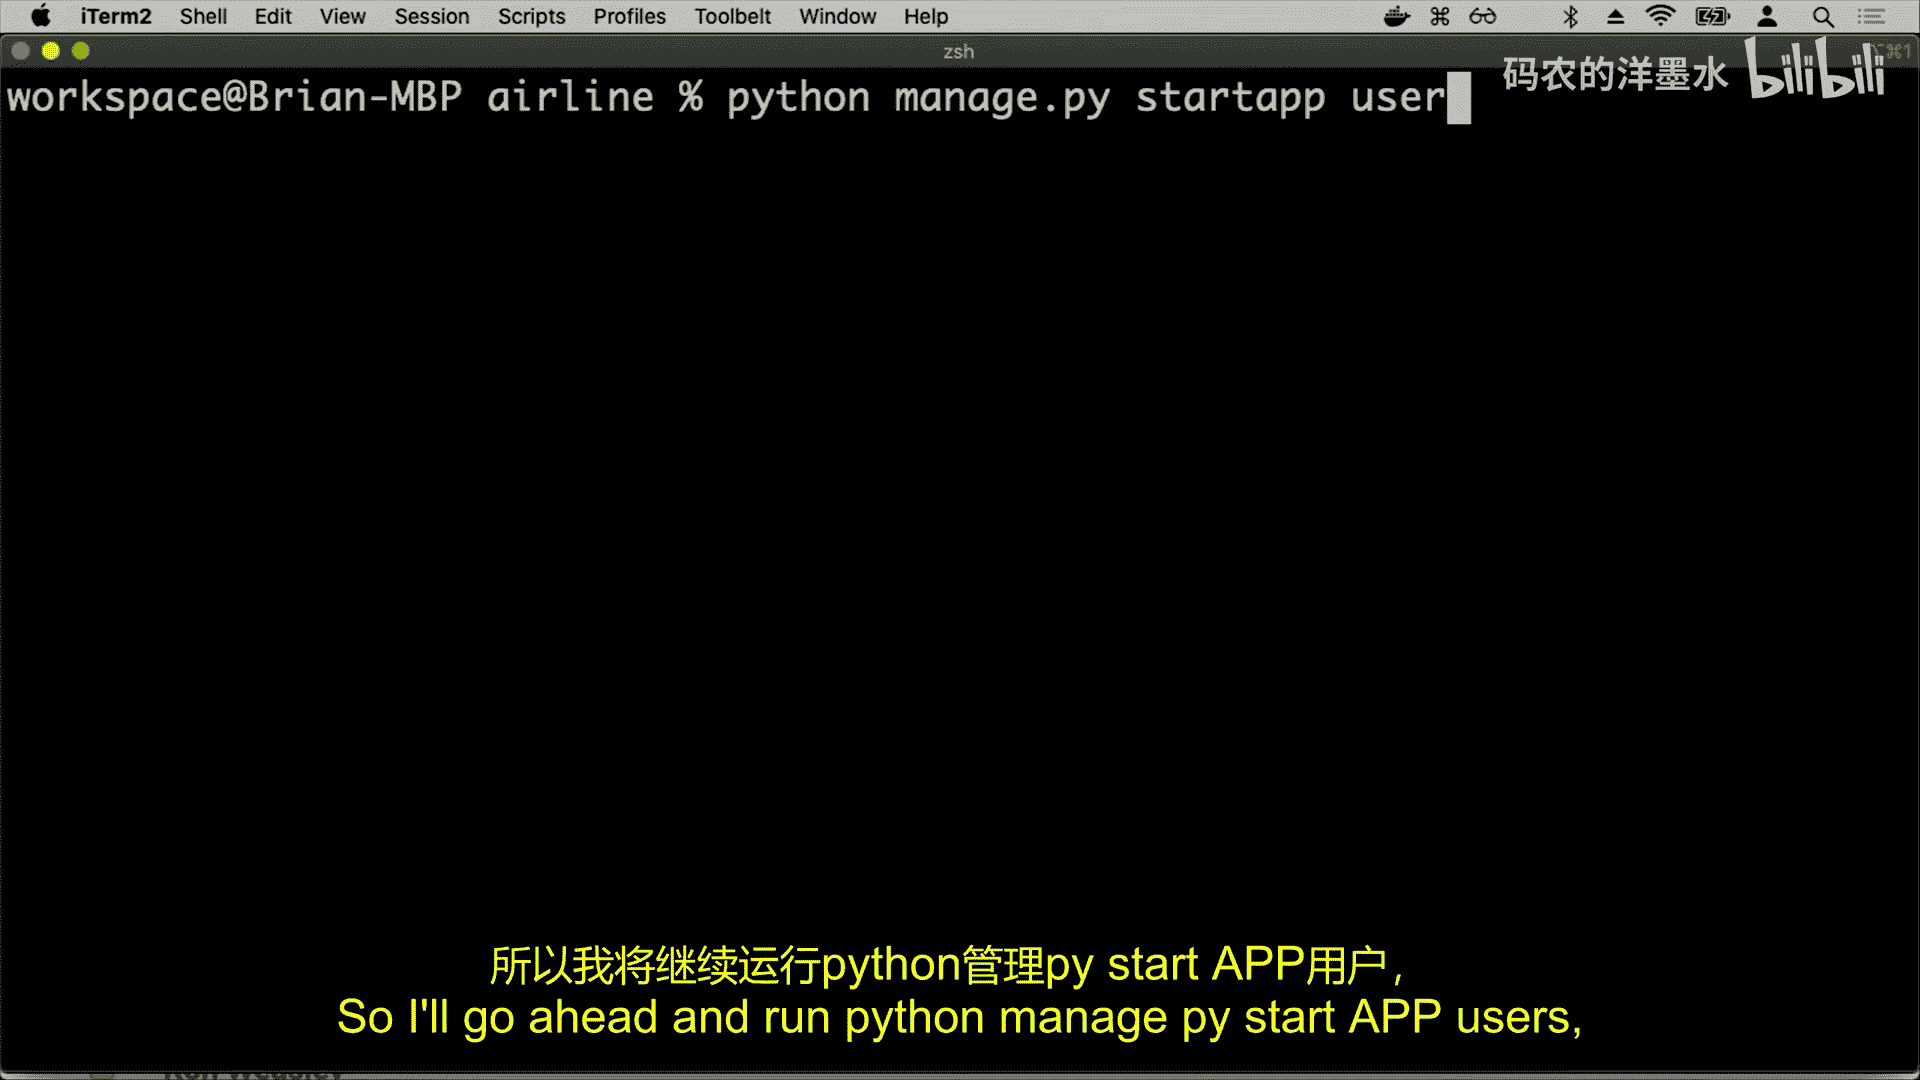 iTerm2 Shell Edit View Session Scripts Profiles Toolbelt Window Help
zsh
⌘1
码农的洋墨水 bilibili
workspace@Brian-MBP airline % python manage.py startapp user
所以我将继续运行python管理py start APP用户，
So I'll go ahead and run python manage py start APP users,